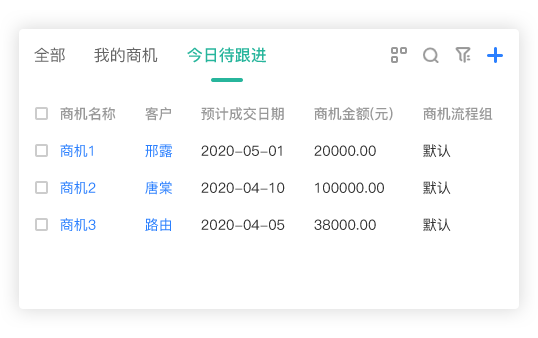 全部 我的商机 今日待跟进
商机名称 客户 预计成交日期 商机金额(元) 商机流程组
商机1 邢露 2020-05-01 20000.00 默认
商机2 唐棠 2020-04-10 100000.00 默认
商机3 路由 2020-04-05 38000.00 默认